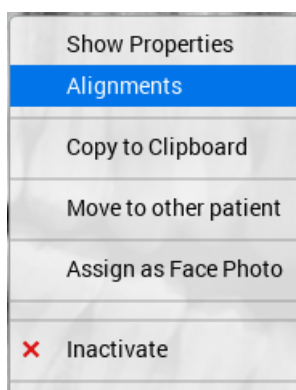 Show Properties
Alignments
Copy to Clipboard
Move to other patient
Assign as Face Photo
Inactivate